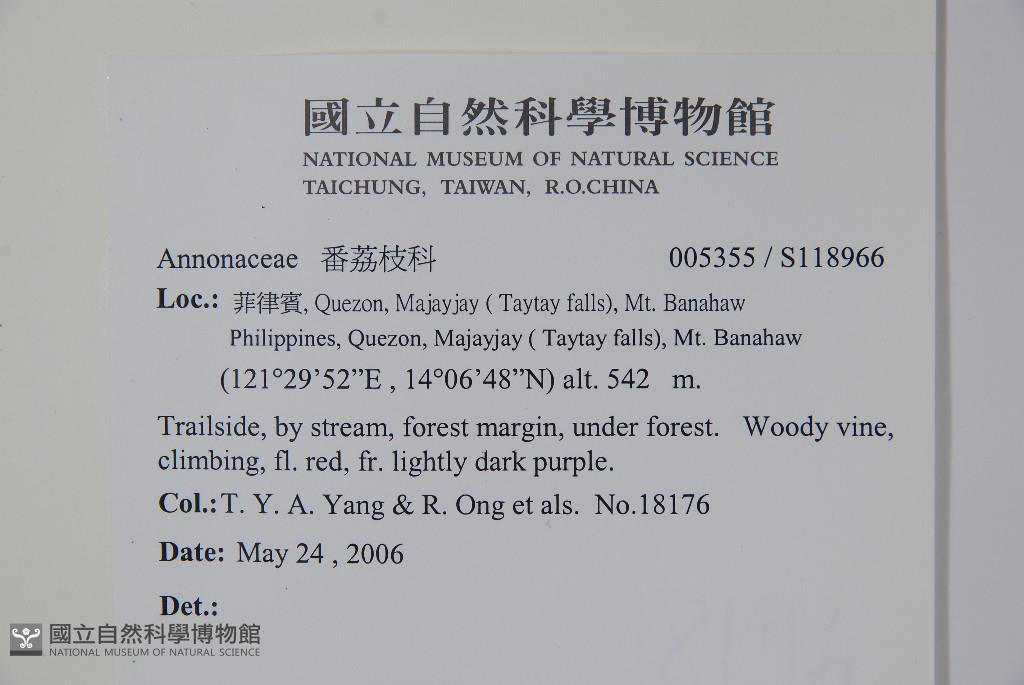 國立自然科學博物館
NATIONAL MUSEUM OF NATURAL SCIENCE
TAICHUNG, TAIWAN, R.O.CHINA
Annonaceae 番荔枝科 005355 / S118966
Loc.: 菲律賓, Quezon, Majayjay ( Taytay falls), Mt. Banahaw
Philippines, Quezon, Majayjay ( Taytay falls), Mt. Banahaw
(121°29’52”E , 14°06’48”N) alt. 542 m.
Trailside, by stream, forest margin, under forest. Woody vine,
climbing, fl. red, fr. lightly dark purple.
Col.: T. Y. A. Yang & R. Ong et als. No.18176
Date: May 24 , 2006
Det.:
國立自然科學博物館
NATIONAL MUSEUM OF NATURAL SCIENCE